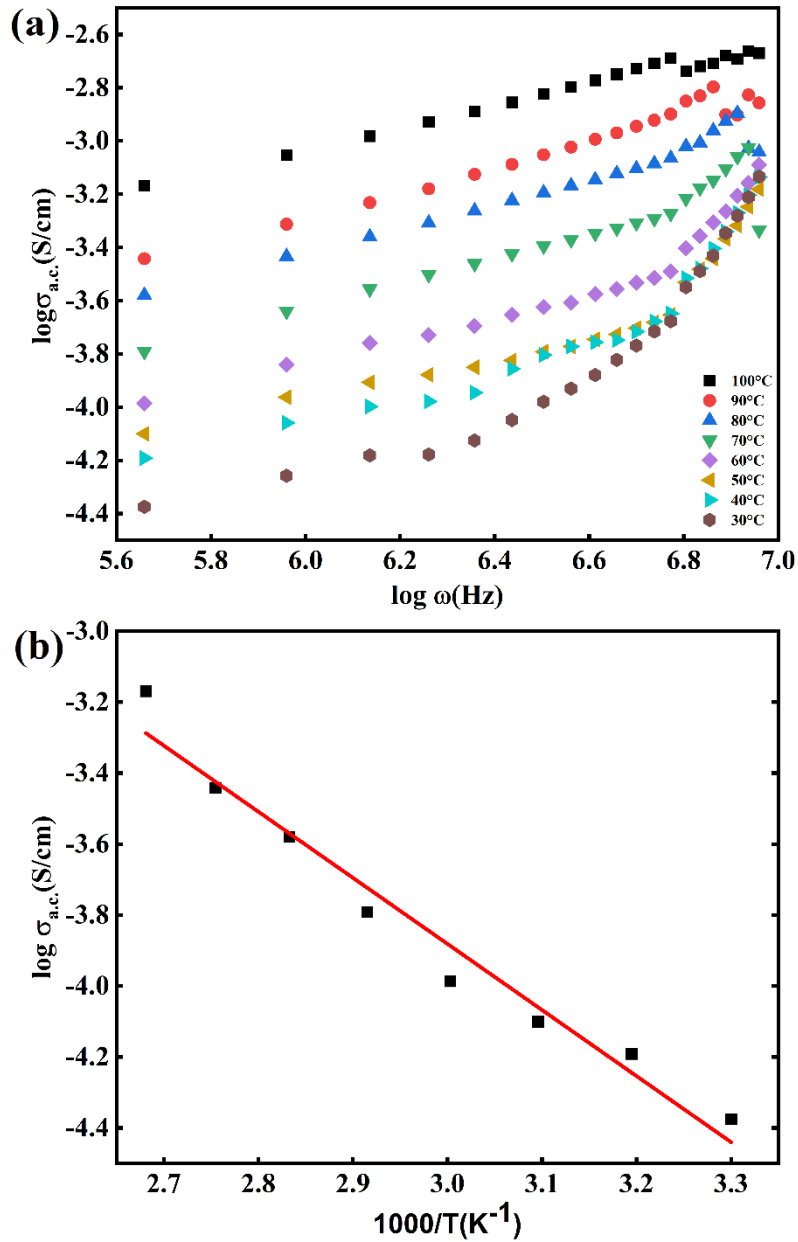 (a)
-2.6
-2.8
-3.0
-3.2
-3.4
-3.6
-3.8
-4.0
-4.2
-4.4
logσa.c.(S/cm)
100°C
90°C
80°C
70°C
60°C
50°C
40°C
30°C
5.6 5.8 6.0 6.2 6.4 6.6 6.8 7.0
log ω(Hz)
(b)
-3.0
-3.2
-3.4
-3.6
-3.8
-4.0
-4.2
-4.4
log σa.c.(S/cm)
2.7 2.8 2.9 3.0 3.1 3.2 3.3
1000/T(K⁻¹)